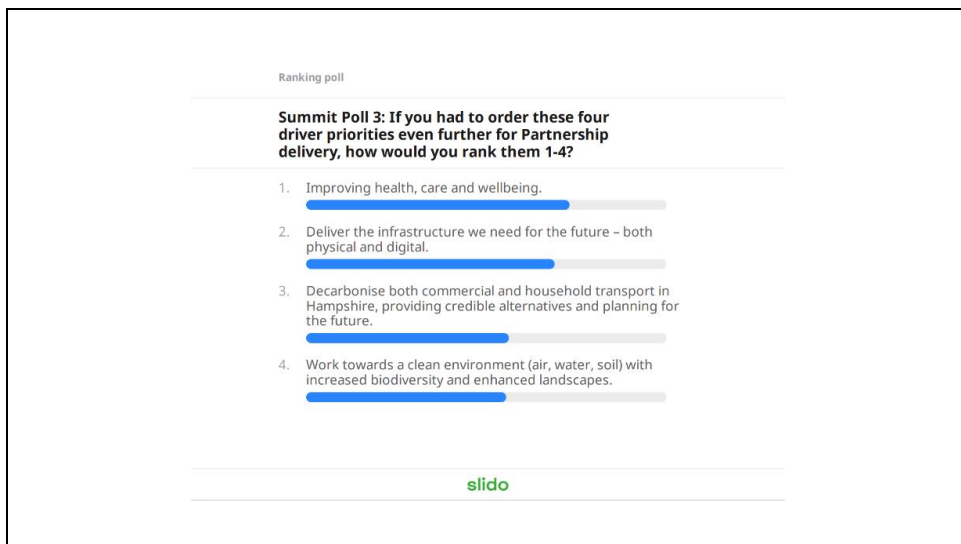 Ranking poll
Summit Poll 3: If you had to order these four
driver priorities even further for Partnership
delivery, how would you rank them 1-4?
1. Improving health, care and wellbeing.
2. Deliver the infrastructure we need for the future – both
physical and digital.
3. Decarbonise both commercial and household transport in
Hampshire, providing credible alternatives and planning for
the future.
4. Work towards a clean environment (air, water, soil) with
increased biodiversity and enhanced landscapes.
slido